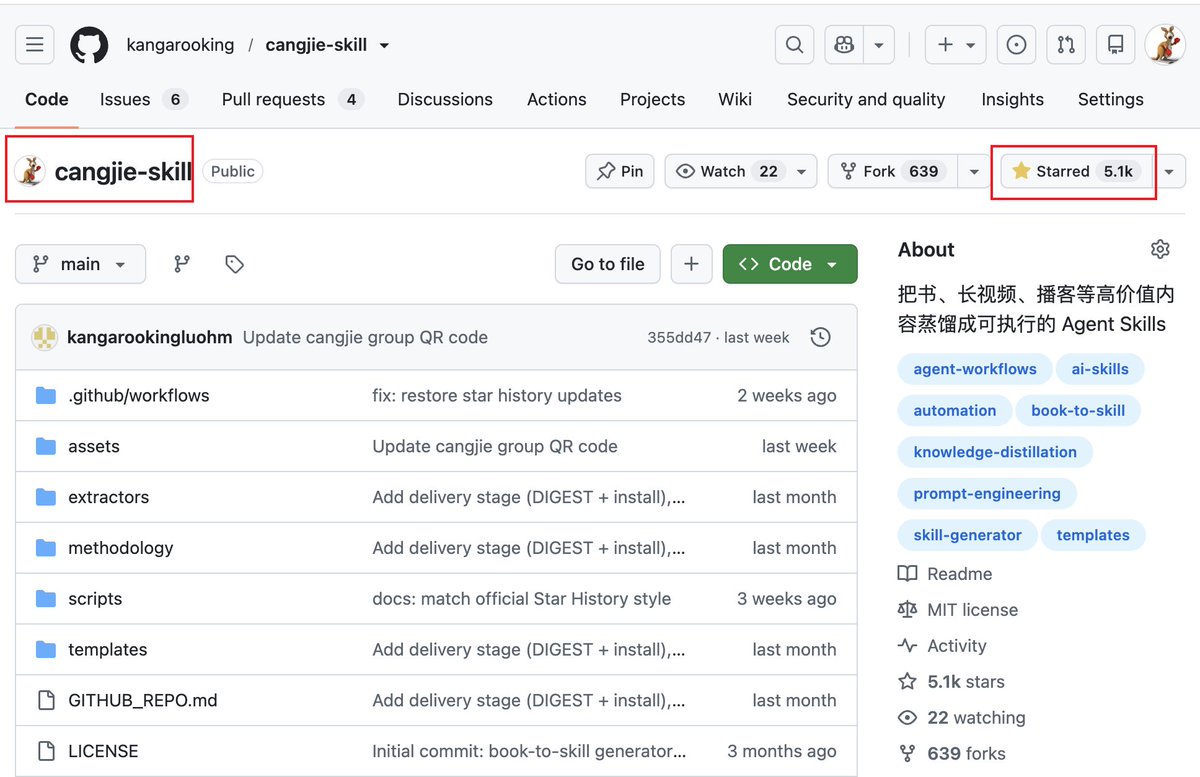 kangarooking / cangjie-skill
Code Issues 6 Pull requests 4 Discussions Actions Projects Wiki Security and quality Insights Settings
cangjie-skill Public Pin Watch 22 Fork 639 Starred 5.1k
main Go to file Code
kangarookingluohm Update cangjie group QR code 355dd47 · last week
.github/workflows fix: restore star history updates 2 weeks ago
assets Update cangjie group QR code last week
extractors Add delivery stage (DIGEST + install),... last month
methodology Add delivery stage (DIGEST + install),... last month
scripts docs: match official Star History style 3 weeks ago
templates Add delivery stage (DIGEST + install),... last month
GITHUB_REPO.md Add delivery stage (DIGEST + install),... last month
LICENSE Initial commit: book-to-skill generator... 3 months ago
About
把书、长视频、播客等高价值内
容蒸馏成可执行的 Agent Skills
agent-workflows ai-skills
automation book-to-skill
knowledge-distillation
prompt-engineering
skill-generator templates
Readme
MIT license
Activity
5.1k stars
22 watching
639 forks